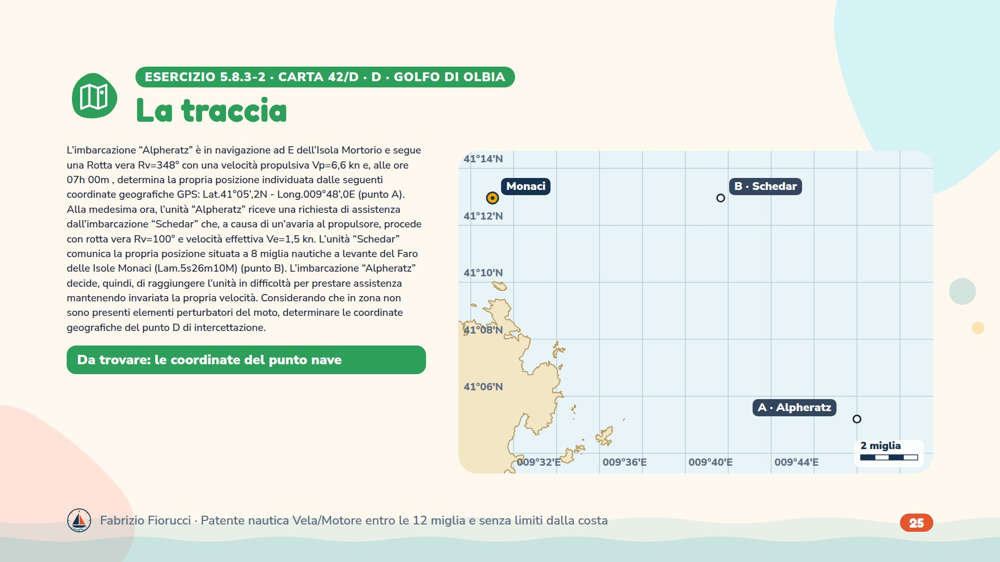 ESERCIZIO 5.8.3-2 · CARTA 42/D · D · GOLFO DI OLBIA
La traccia
L’imbarcazione “Alpheratz” è in navigazione ad E dell’Isola Mortorio e segue
una Rotta vera Rv=348° con una velocità propulsiva Vp=6,6 kn e, alle ore
07h 00m , determina la propria posizione individuata dalle seguenti
coordinate geografiche GPS: Lat.41°05’,2N - Long.009°48’,0E (punto A).
Alla medesima ora, l’unità “Alpheratz” riceve una richiesta di assistenza
dall’imbarcazione “Schedar” che, a causa di un’avaria al propulsore, procede
con rotta vera Rv=100° e velocità effettiva Ve=1,5 kn. L’unità “Schedar”
comunica la propria posizione situata a 8 miglia nautiche a levante del Faro
delle Isole Monaci (Lam.5s26m10M) (punto B). L’imbarcazione “Alpheratz”
decide, quindi, di raggiungere l’unità in difficoltà per prestare assistenza
mantenendo invariata la propria velocità. Considerando che in zona non
sono presenti elementi perturbatori del moto, determinare le coordinate
geografiche del punto D di intercettazione.
Da trovare: le coordinate del punto nave
41°14'N
Monaci
B · Schedar
41°12'N
41°10'N
41°08'N
41°06'N
A · Alpheratz
2 miglia
009°32'E
009°36'E
009°40'E
009°44'E
Fabrizio Fiorucci · Patente nautica Vela/Motore entro le 12 miglia e senza limiti dalla costa
25